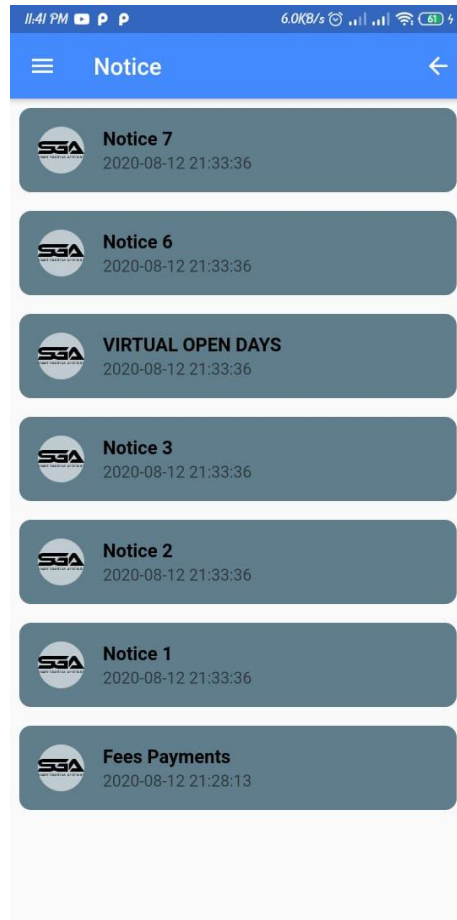 11:41 PM
6.0KB/s
61
Notice
SGA
Notice 7
2020-08-12 21:33:36
SGA
Notice 6
2020-08-12 21:33:36
SGA
VIRTUAL OPEN DAYS
2020-08-12 21:33:36
SGA
Notice 3
2020-08-12 21:33:36
SGA
Notice 2
2020-08-12 21:33:36
SGA
Notice 1
2020-08-12 21:33:36
SGA
Fees Payments
2020-08-12 21:28:13